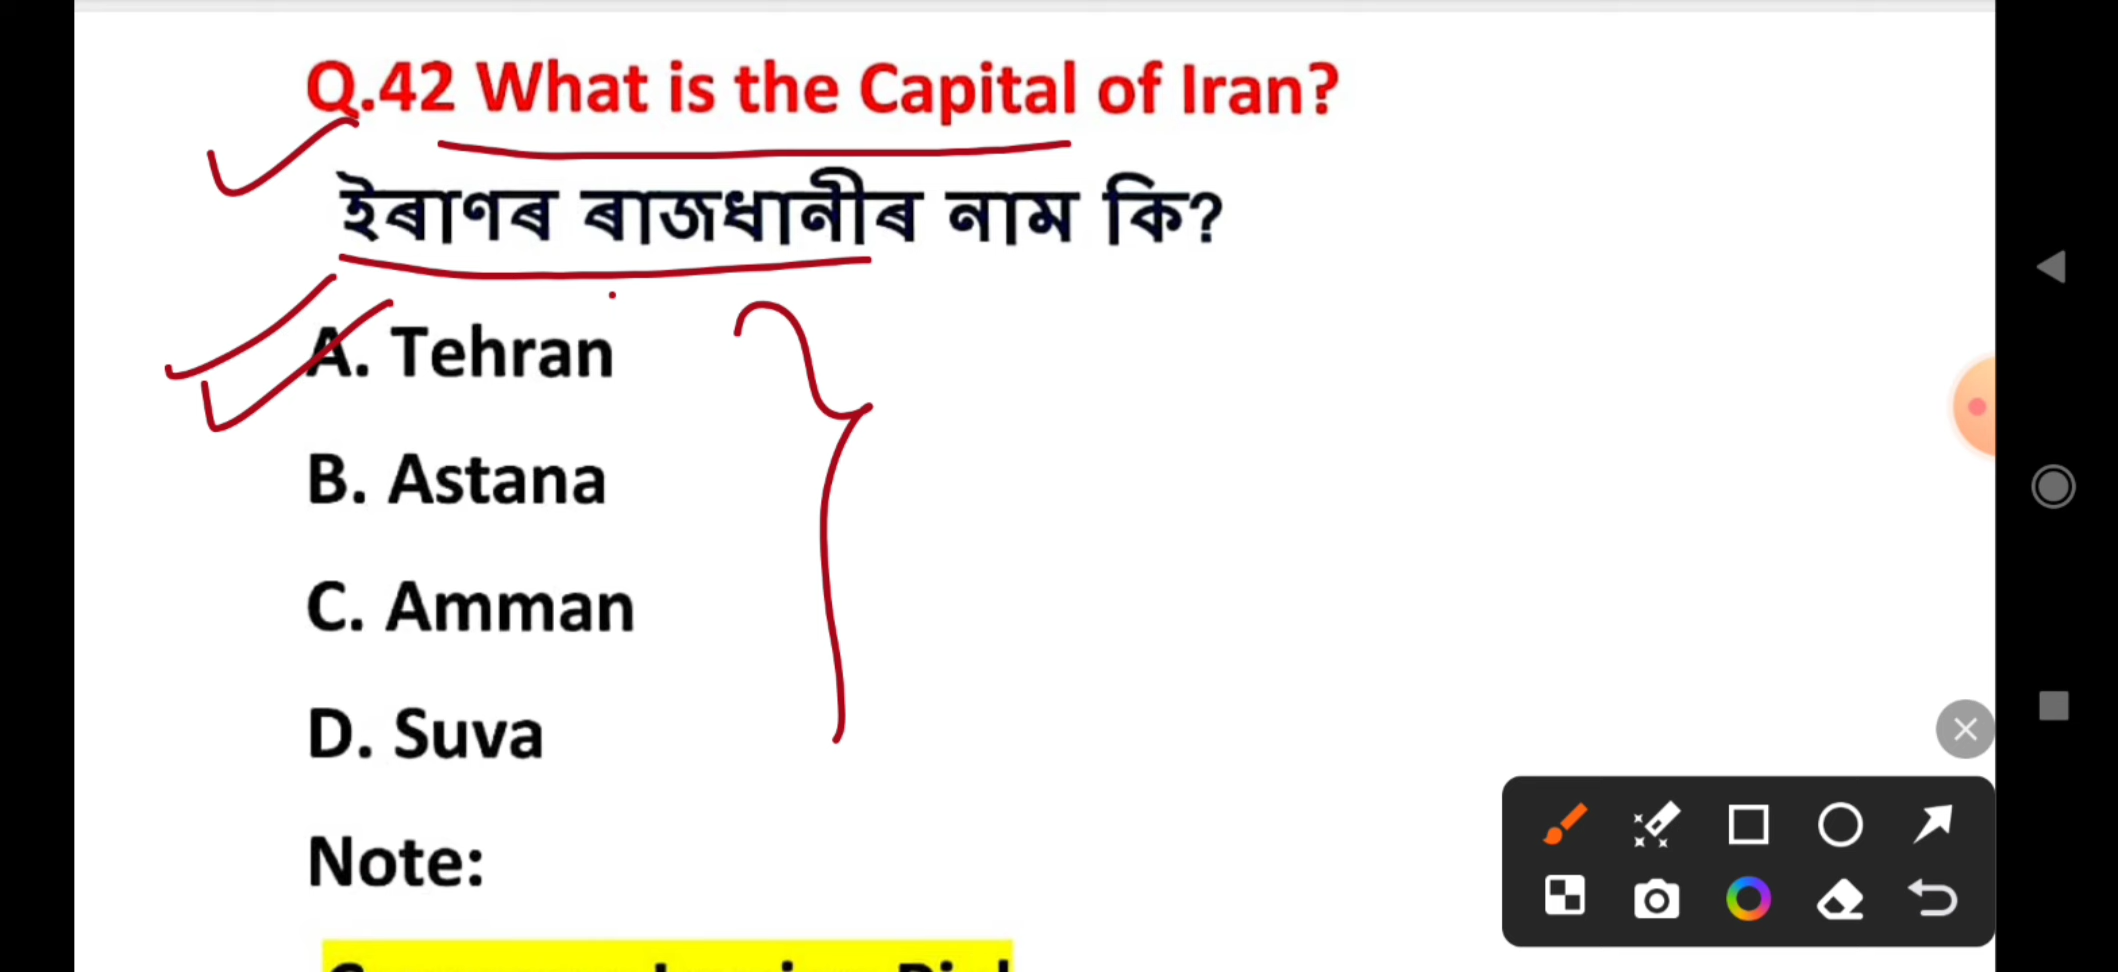 Q.42 What is the Capital of Iran?
ইৰাণৰ ৰাজধানীৰ নাম কি?
A. Tehran
B. Astana
C. Amman
D. Suva
Note: